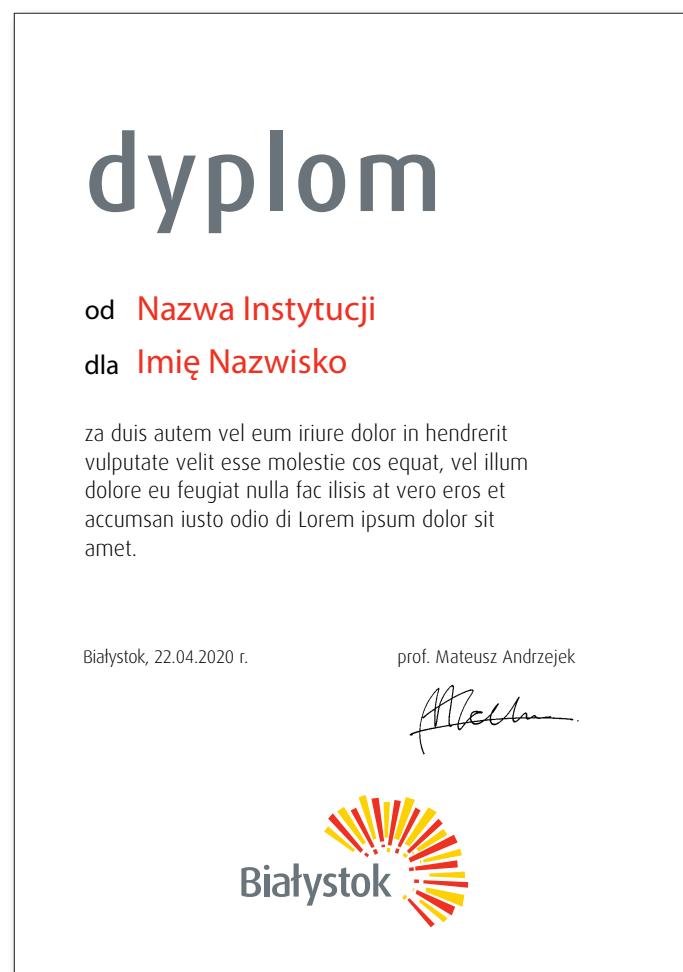 dyplom
od Nazwa Instytucji
dla Imię Nazwisko
za duis autem vel eum iriure dolor in hendrerit
vulputate velit esse molestie cos equat, vel illum
dolore eu feugiat nulla fac ilisis at vero eros et
accumsan iusto odio di Lorem ipsum dolor sit
amet.
Białystok, 22.04.2020 r. prof. Mateusz Andrzejek
Białystok